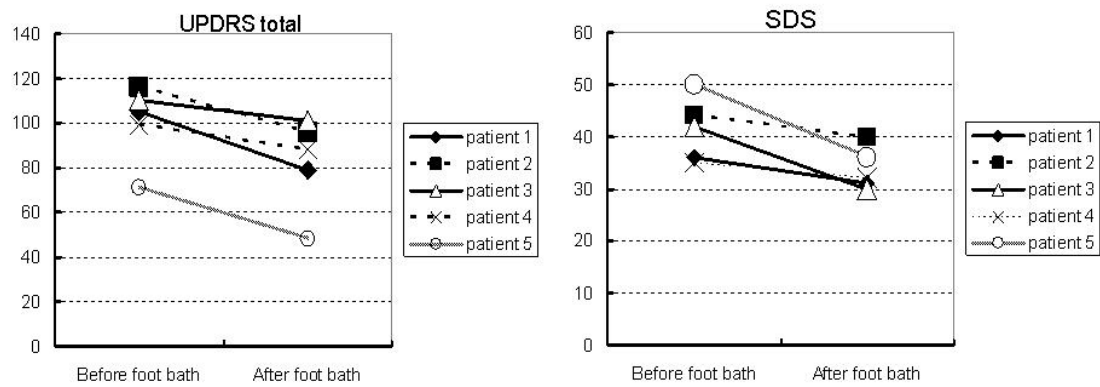 UPDRS total
140
120
100
80
60
40
20
0
Before foot bath
After foot bath
patient 1
patient 2
patient 3
patient 4
patient 5
SDS
60
50
40
30
20
10
0
Before foot bath
After foot bath
patient 1
patient 2
patient 3
patient 4
patient 5